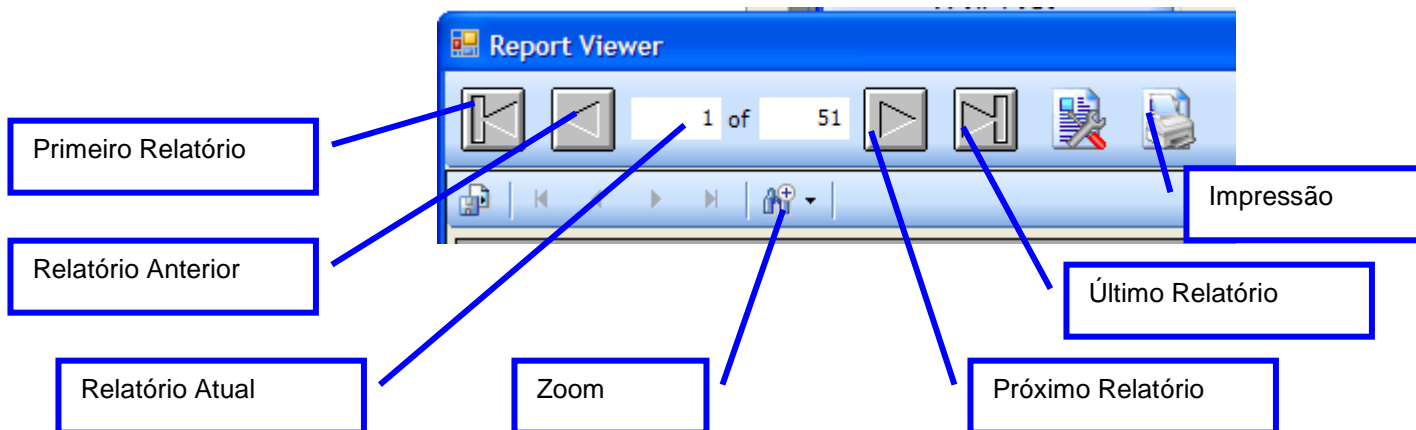 Report Viewer
1 of 51
Primeiro Relatório
Impressão
Relatório Anterior
Último Relatório
Relatório Atual
Zoom
Próximo Relatório